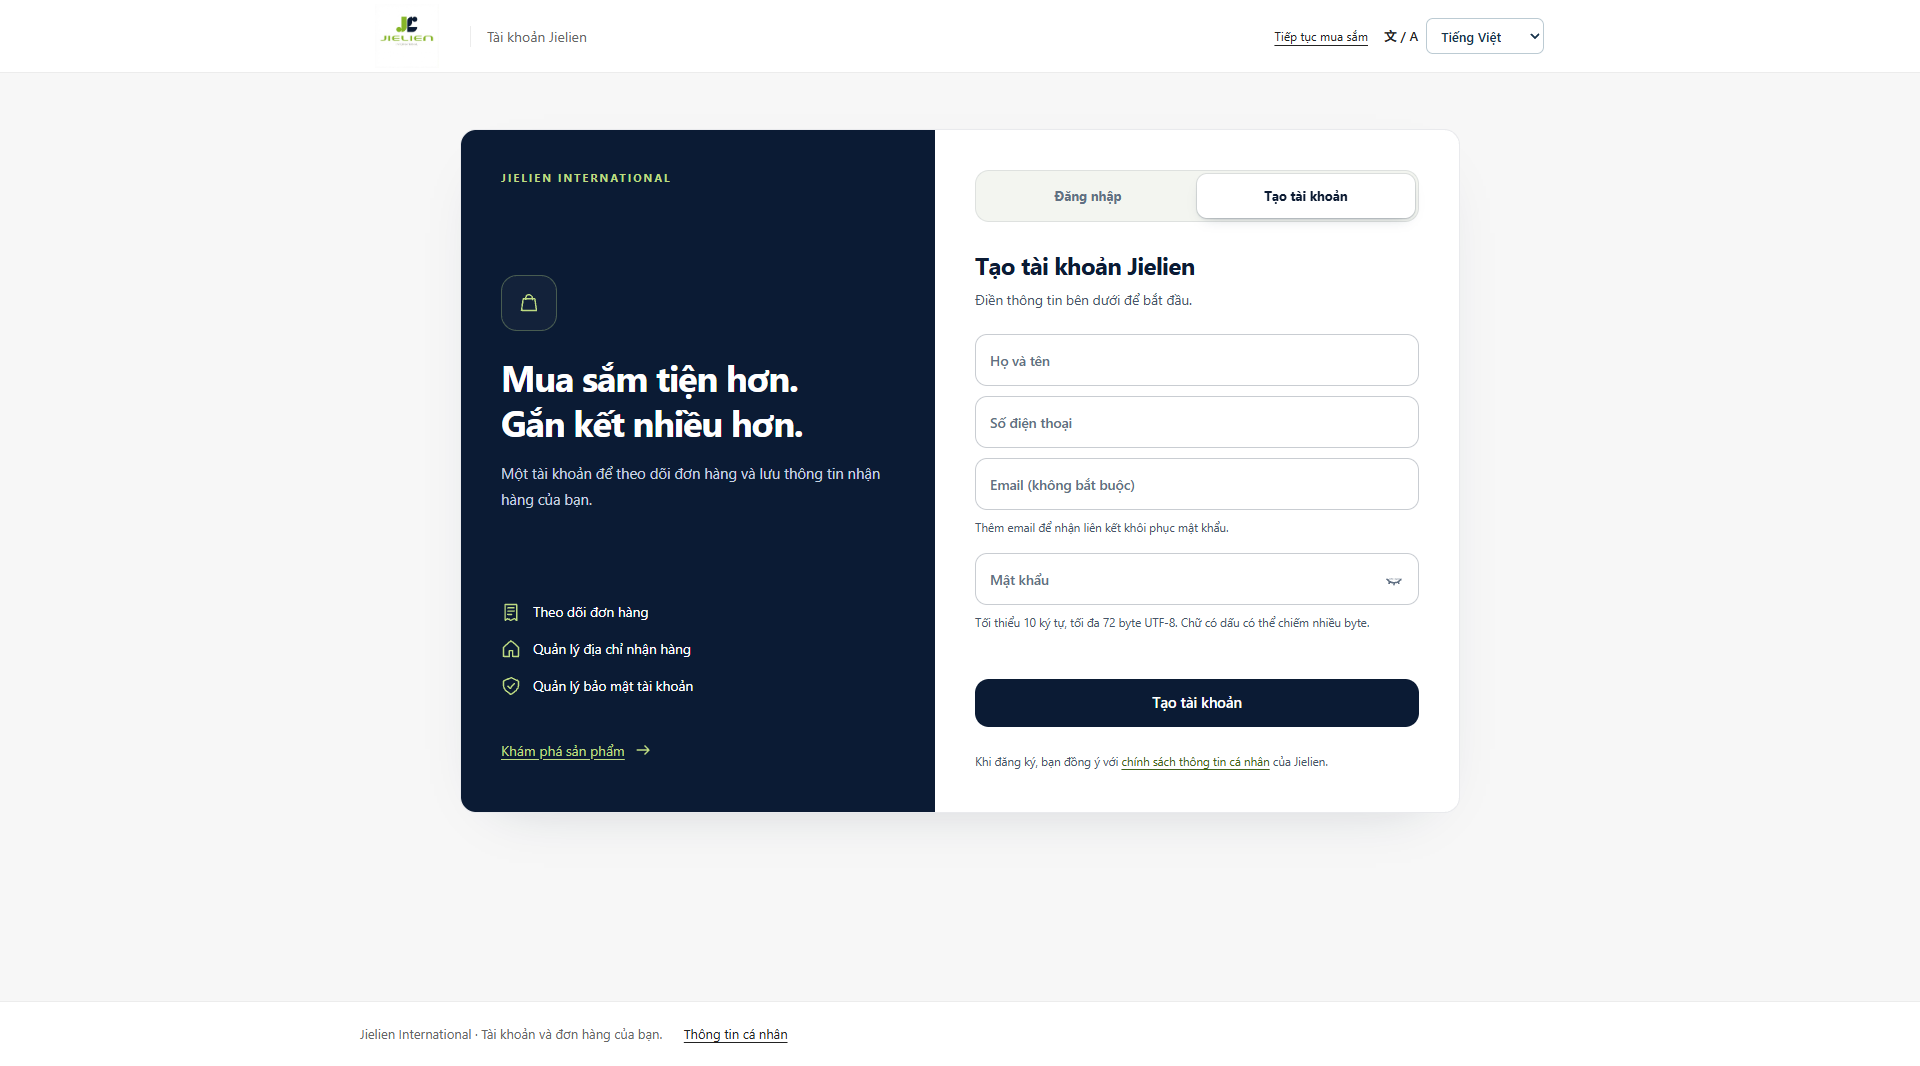 JIELIEN
Tài khoản Jielien
Tiếp tục mua sắm
文 / A
Tiếng Việt
JIELIEN INTERNATIONAL
Mua sắm tiện hơn.
Gắn kết nhiều hơn.
Một tài khoản để theo dõi đơn hàng và lưu thông tin nhận
hàng của bạn.
Theo dõi đơn hàng
Quản lý địa chỉ nhận hàng
Quản lý bảo mật tài khoản
Khám phá sản phẩm →
Đăng nhập
Tạo tài khoản
Tạo tài khoản Jielien
Điền thông tin bên dưới để bắt đầu.
Họ và tên
Số điện thoại
Email (không bắt buộc)
Thêm email để nhận liên kết khôi phục mật khẩu.
Mật khẩu
Tối thiểu 10 ký tự, tối đa 72 byte UTF-8. Chữ có dấu có thể chiếm nhiều byte.
Tạo tài khoản
Khi đăng ký, bạn đồng ý với chính sách thông tin cá nhân của Jielien.
Jielien International · Tài khoản và đơn hàng của bạn.
Thông tin cá nhân